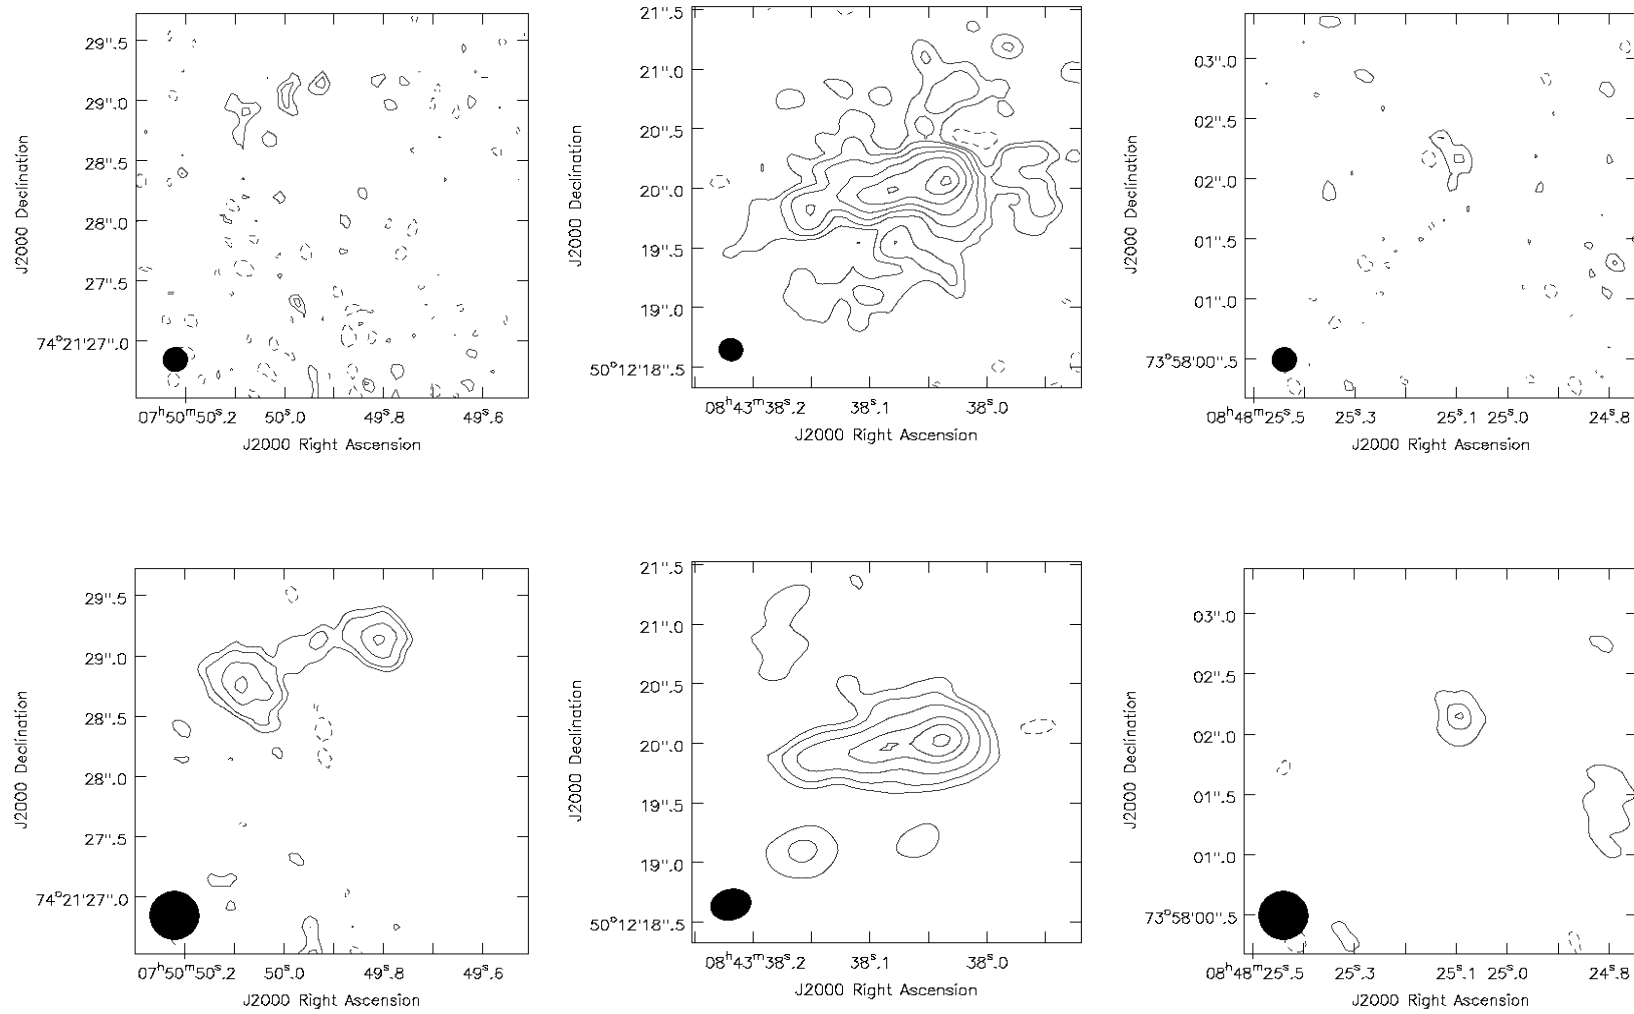 29".5
29".0
28".5
28".0
27".5
74°21'27".0
J2000 Declination
07ʰ50ᵐ50ˢ.2 50ˢ.0 49ˢ.8 49ˢ.6
J2000 Right Ascension
21".5
21".0
20".5
20".0
19".5
19".0
50°12'18".5
J2000 Declination
08ʰ43ᵐ38ˢ.2 38ˢ.1 38ˢ.0
J2000 Right Ascension
03".0
02".5
02".0
01".5
01".0
73°58'00".5
J2000 Declination
08ʰ48ᵐ25ˢ.5 25ˢ.3 25ˢ.1 25ˢ.0 24ˢ.8
J2000 Right Ascension
29".5
29".0
28".5
28".0
27".5
74°21'27".0
J2000 Declination
07ʰ50ᵐ50ˢ.2 50ˢ.0 49ˢ.8 49ˢ.6
J2000 Right Ascension
21".5
21".0
20".5
20".0
19".5
19".0
50°12'18".5
J2000 Declination
08ʰ43ᵐ38ˢ.2 38ˢ.1 38ˢ.0
J2000 Right Ascension
03".0
02".5
02".0
01".5
01".0
73°58'00".5
J2000 Declination
08ʰ48ᵐ25ˢ.5 25ˢ.3 25ˢ.1 25ˢ.0 24ˢ.8
J2000 Right Ascension